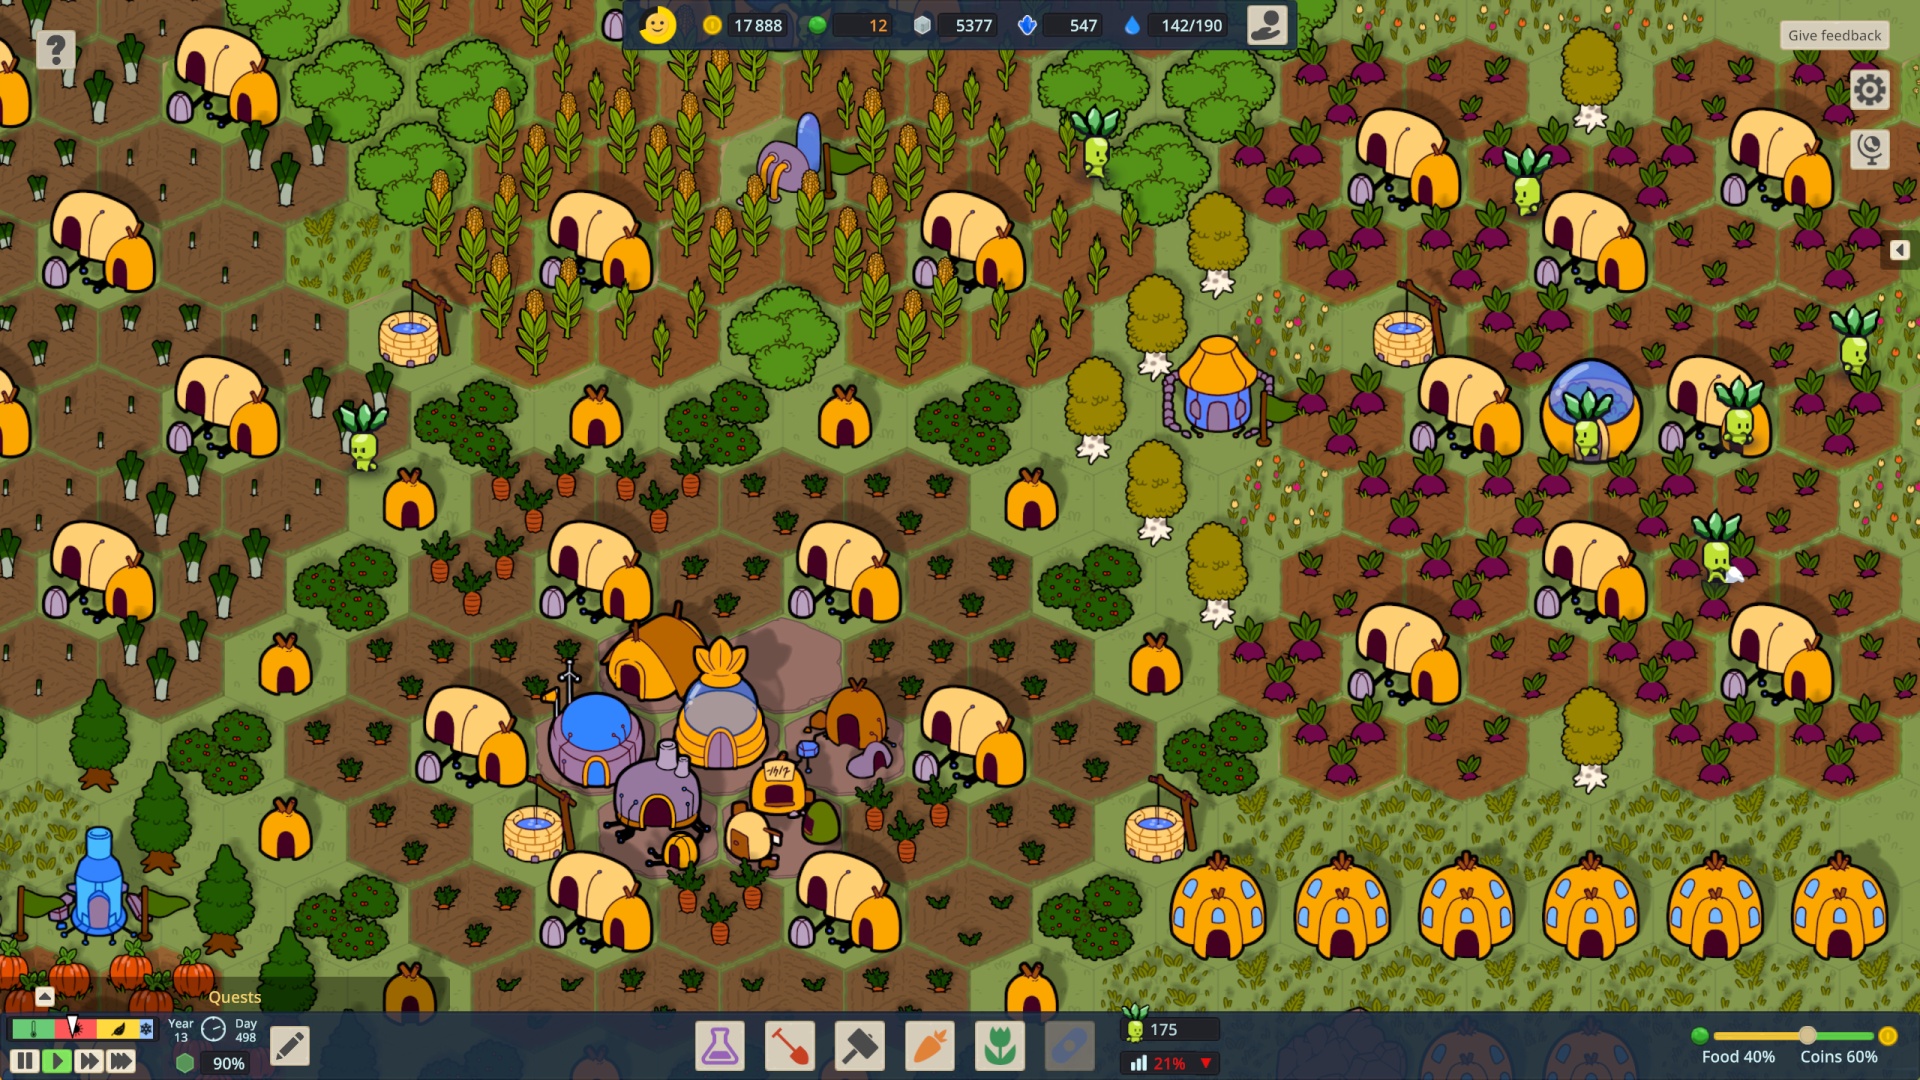 17 888
12
5377
547
142/190
Give feedback
Quests
Year
13
Day
498
90%
175
21%
Food 40%
Coins 60%